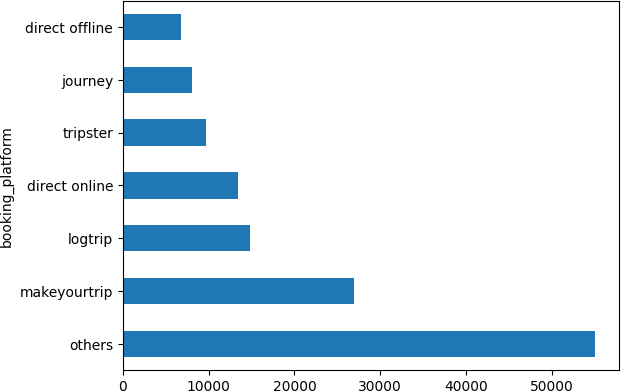 booking_platform
direct offline
journey
tripster
direct online
logtrip
makeyourtrip
others
0 10000 20000 30000 40000 50000